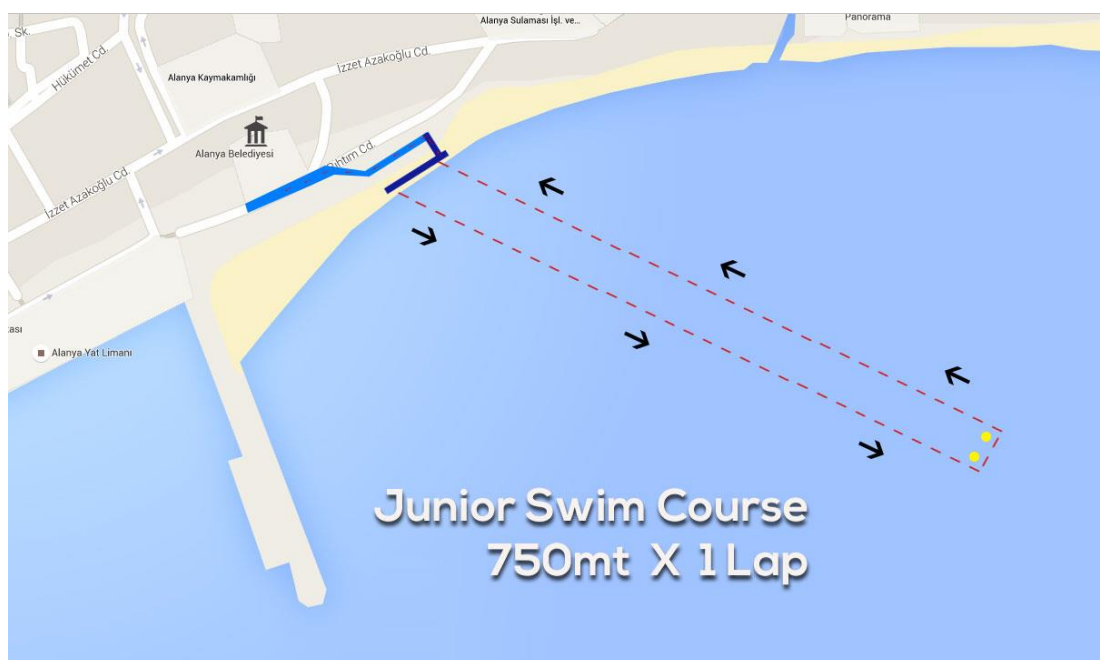 Alanya Sulaması İşl. ve...
Panorama
Sk.
Hükümet Cd.
İzzet Azakoğlu Cd.
Alanya Kaymakamlığı
Alanya Belediyesi
Rıhtım Cd.
İzzet Azakoğlu Cd.
Alanya Yat Limanı
Junior Swim Course
750mt X 1 Lap